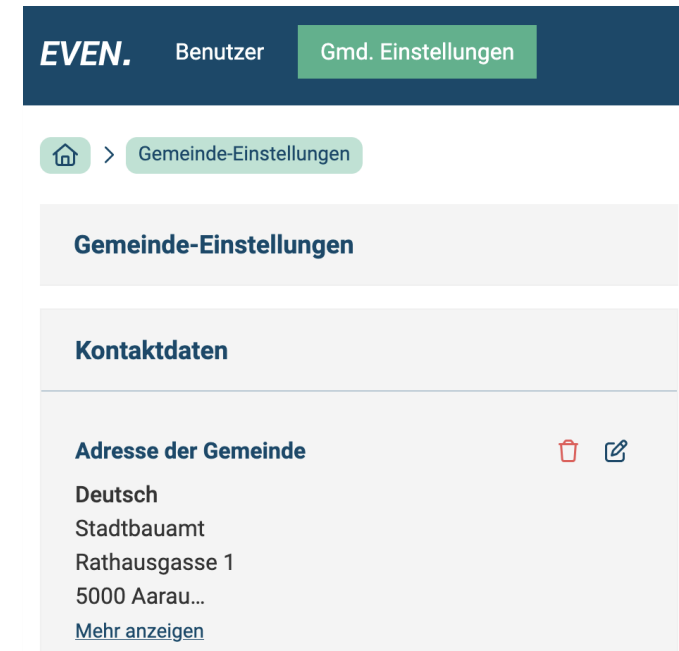 EVEN. Benutzer Gmd. Einstellungen
Gemeinde-Einstellungen
Gemeinde-Einstellungen
Kontaktdaten
Adresse der Gemeinde
Deutsch
Stadtbauamt
Rathausgasse 1
5000 Aarau...
Mehr anzeigen